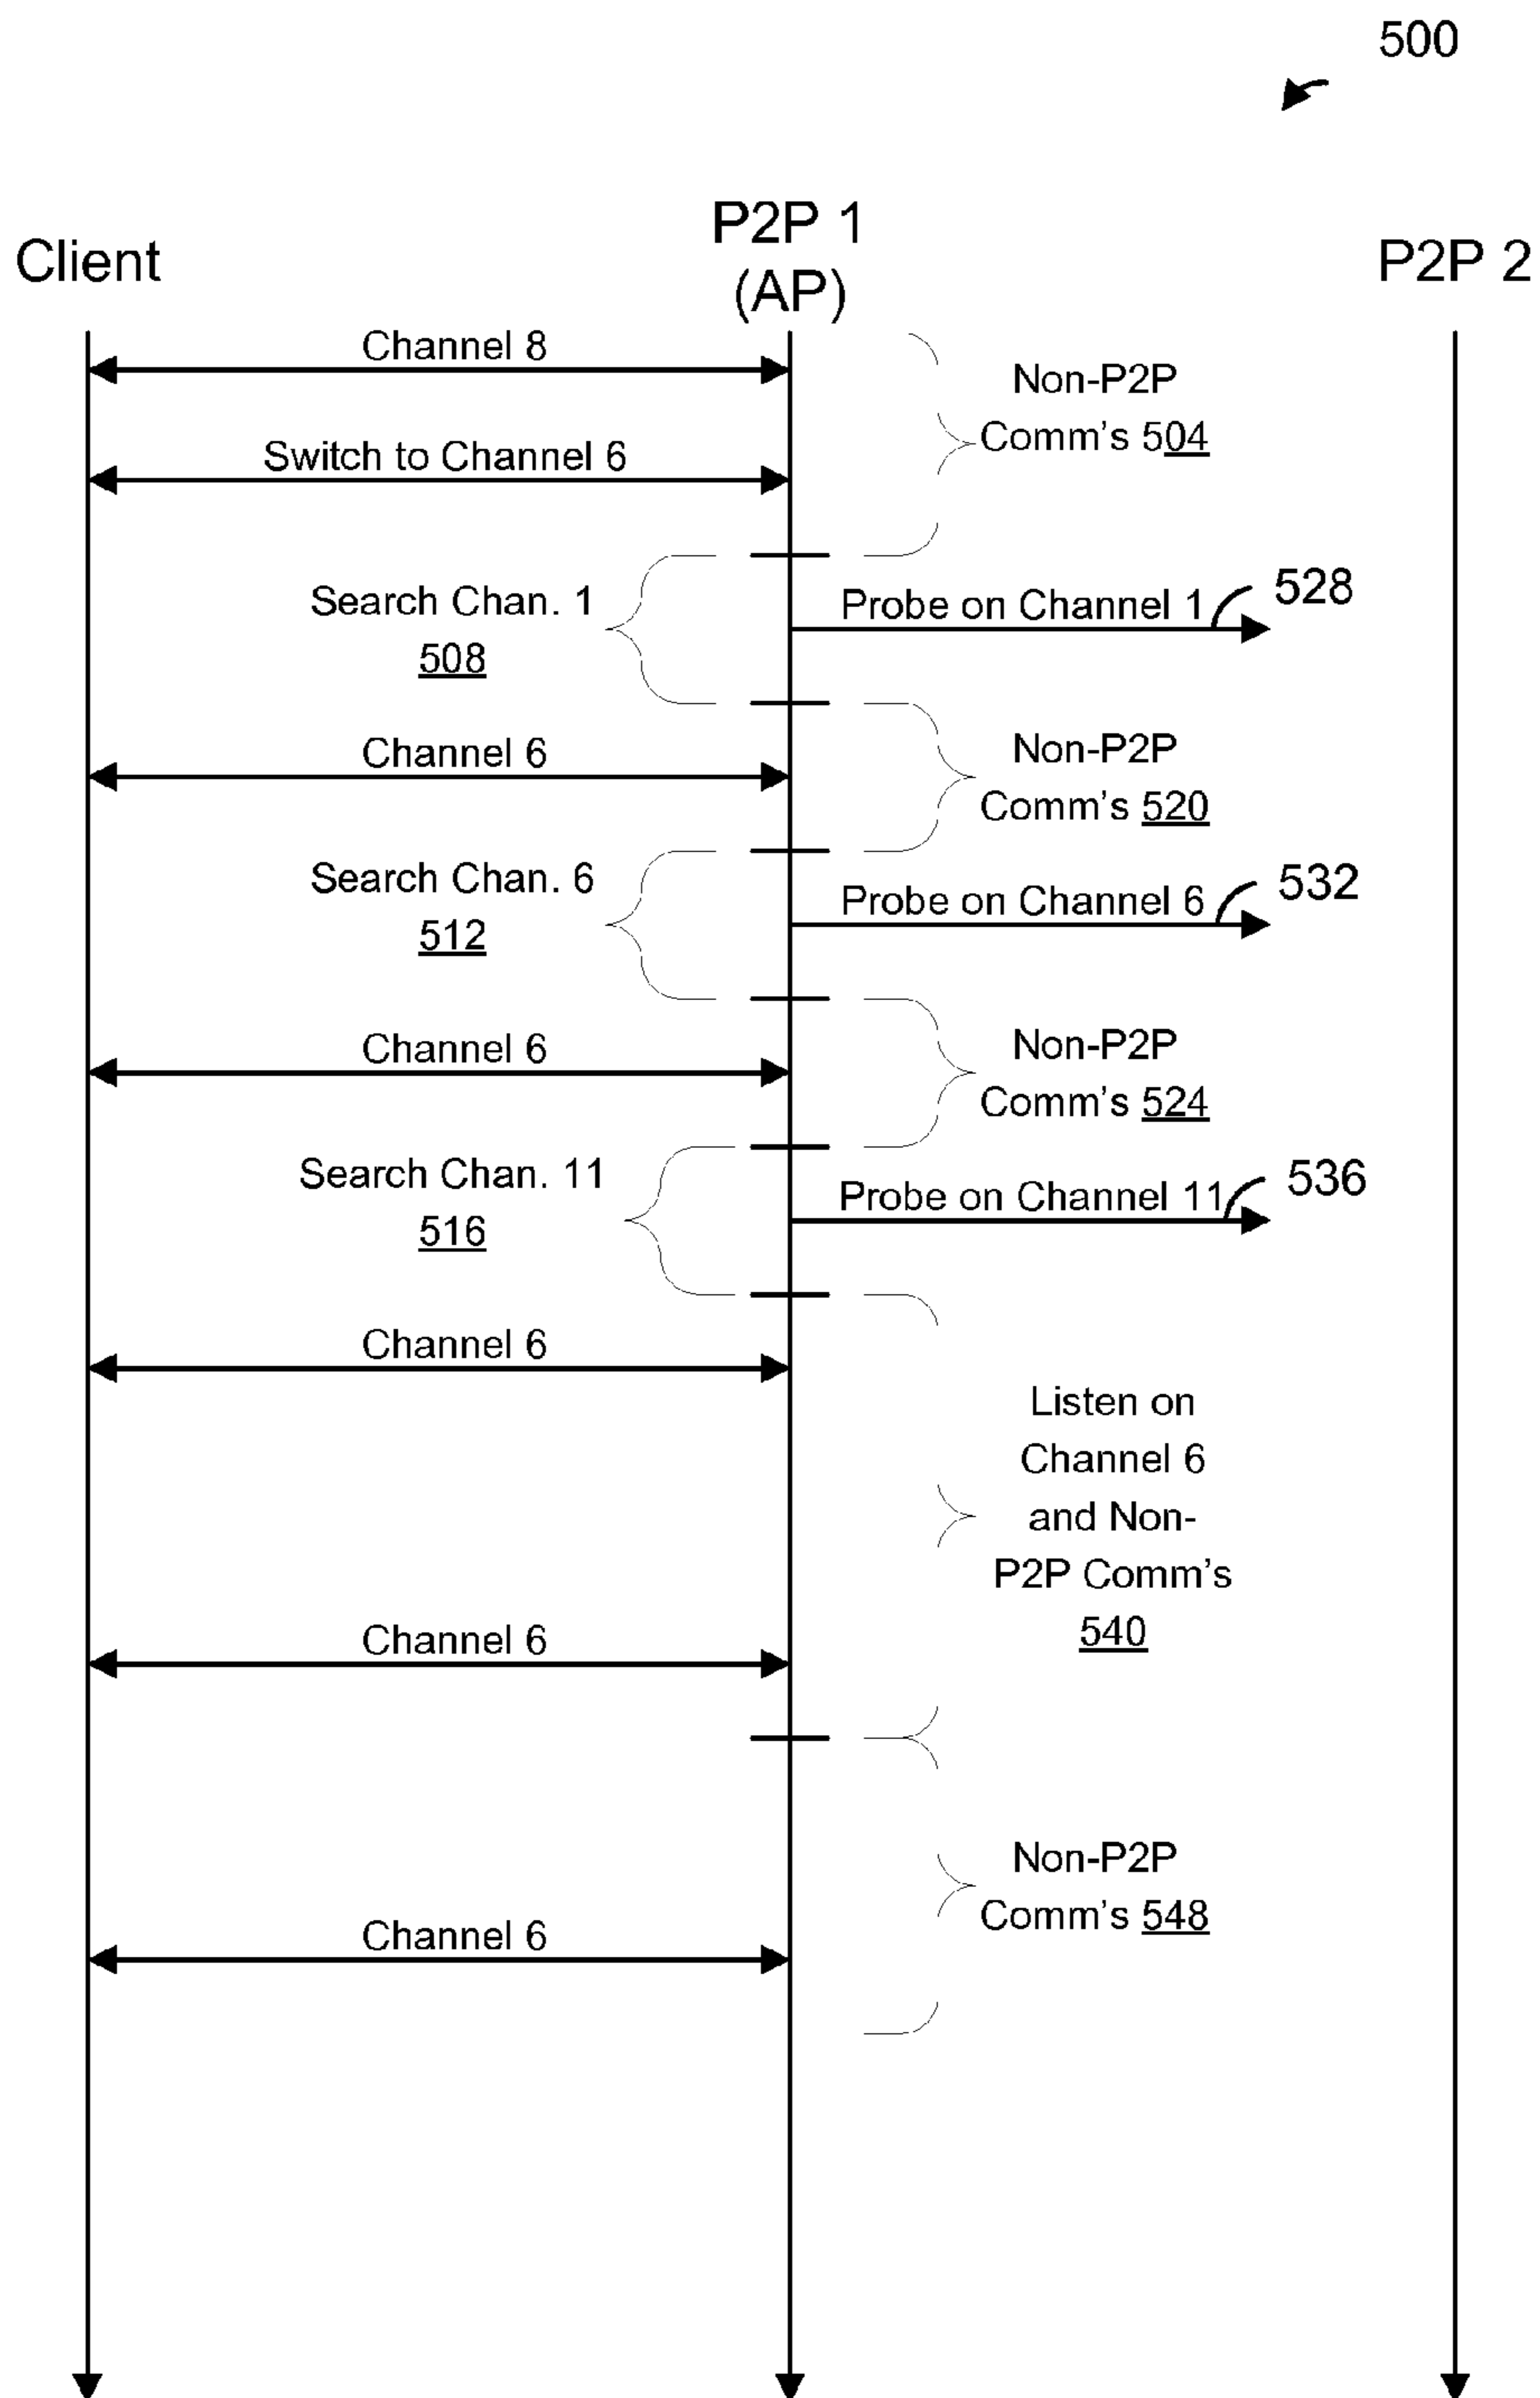 500
Client
P2P 1
(AP)
P2P 2
Channel 8
Non-P2P
Comm's 504
Switch to Channel 6
Search Chan. 1
508
Probe on Channel 1
528
Channel 6
Non-P2P
Comm's 520
Search Chan. 6
512
Probe on Channel 6
532
Channel 6
Non-P2P
Comm's 524
Search Chan. 11
516
Probe on Channel 11
536
Channel 6
Listen on
Channel 6
and Non-
P2P Comm's
540
Channel 6
Non-P2P
Comm's 548
Channel 6